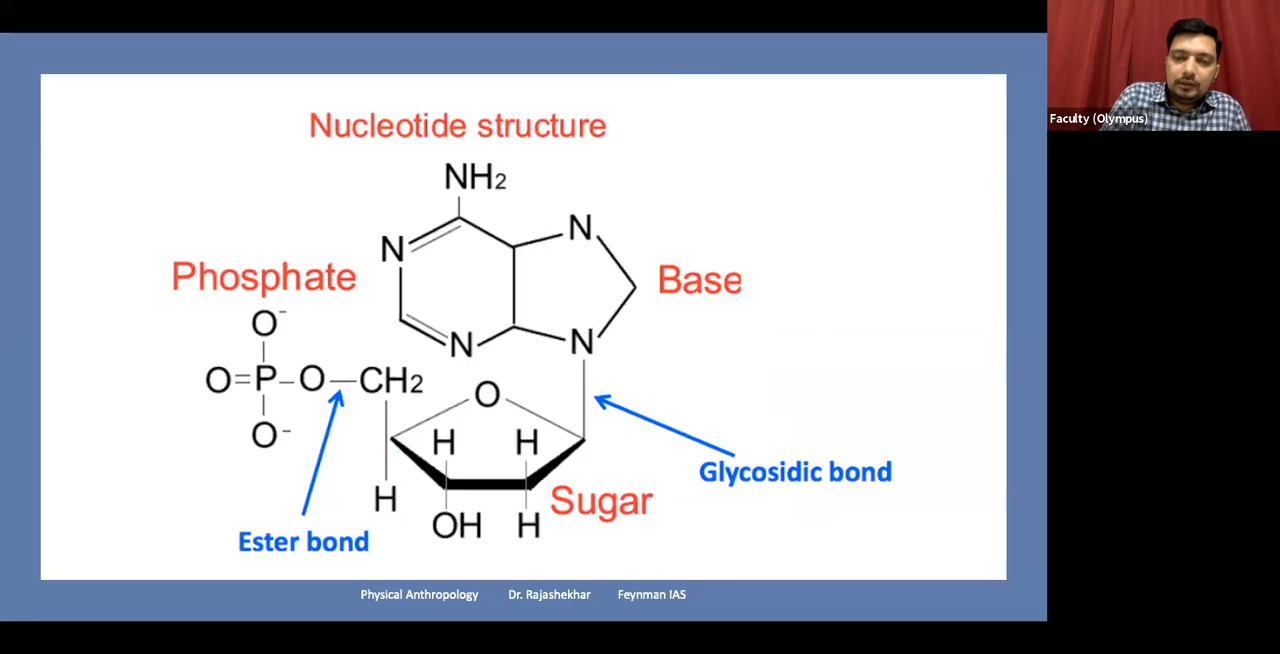 Nucleotide structure
NH2
N
N
Phosphate
Base
O-
N
N
O=P-O-CH2
O
O-
H
H
Glycosidic bond
H
Sugar
OH
H
Ester bond
Physical Anthropology Dr. Rajashekhar Feynman IAS
Faculty (Olympus)